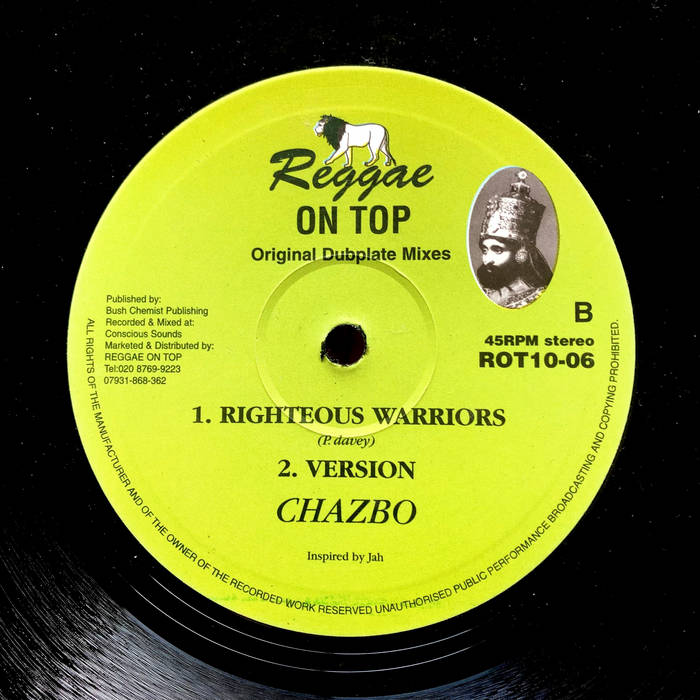 Reggae
ON TOP
Original Dubplate Mixes
Published by:
Bush Chemist Publishing
Recorded & Mixed at:
Conscious Sounds
Marketed & Distributed by:
REGGAE ON TOP
Tel:020 8769-9223
07931-868-362
B
45RPM stereo
ROT10-06
1. RIGHTEOUS WARRIORS
(P. davey)
2. VERSION
CHAZBO
Inspired by Jah
ALL RIGHTS OF THE MANUFACTURER AND OF THE OWNER OF THE RECORDED WORK RESERVED UNAUTHORISED PUBLIC PERFORMANCE BROADCASTING AND COPYING PROHIBITED.